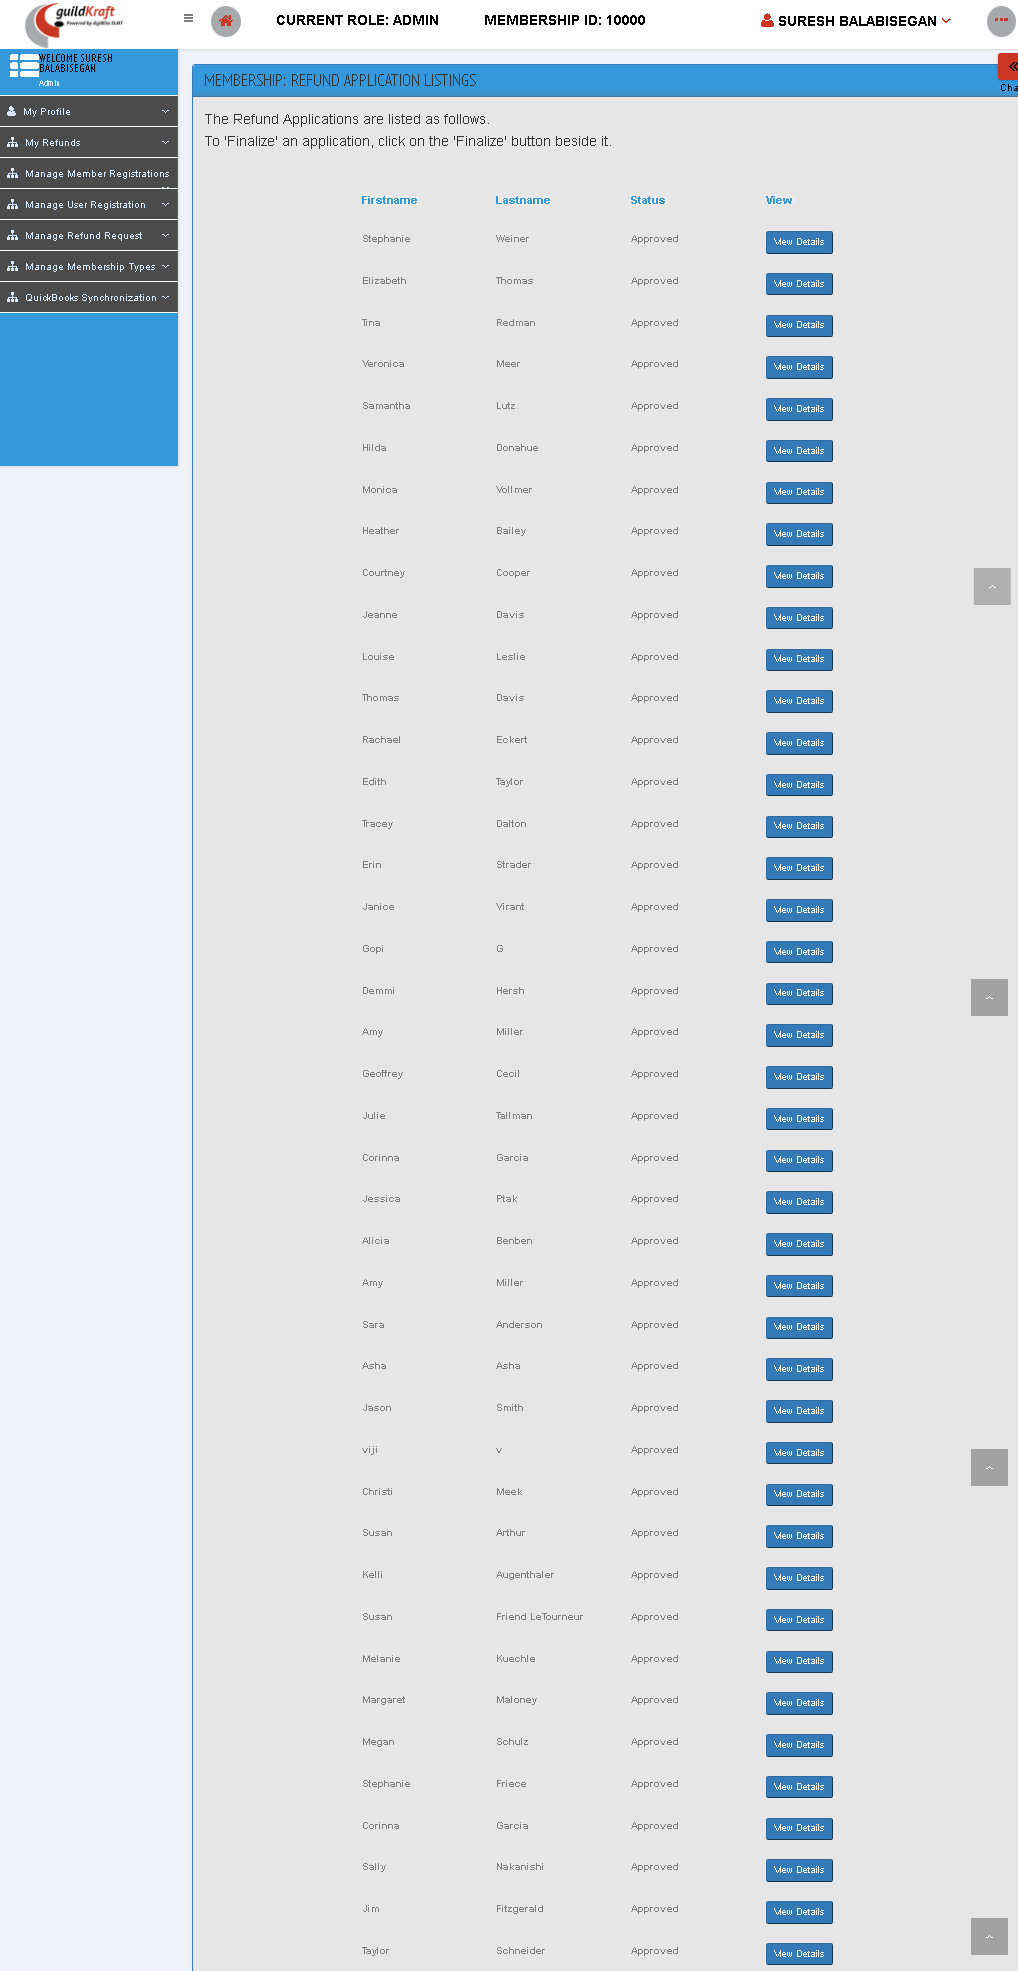 guildKraft
CURRENT ROLE: ADMIN MEMBERSHIP ID: 10000 SURESH BALABISEGAN
WELCOME SURESH
BALABISEGAN
Admin
My Profile
My Refunds
Manage Member Registrations
Manage User Registration
Manage Refund Request
Manage Membership Types
QuickBooks Synchronization
Cha
MEMBERSHIP: REFUND APPLICATION LISTINGS
The Refund Applications are listed as follows.
To 'Finalize' an application, click on the 'Finalize' button beside it.
Firstname Lastname Status View
Stephanie Weiner Approved View Details
Elizabeth Thomas Approved View Details
Tina Redman Approved View Details
Veronica Meer Approved View Details
Samantha Lutz Approved View Details
Hilda Donahue Approved View Details
Monica Vollmer Approved View Details
Heather Bailey Approved View Details
Courtney Cooper Approved View Details
Jeanne Davis Approved View Details
Louise Leslie Approved View Details
Thomas Davis Approved View Details
Rachael Eckert Approved View Details
Edith Taylor Approved View Details
Tracey Dalton Approved View Details
Erin Strader Approved View Details
Janice Virant Approved View Details
Gopi G Approved View Details
Demmi Hersh Approved View Details
Amy Miller Approved View Details
Geoffrey Cecil Approved View Details
Julie Tallman Approved View Details
Corinna Garcia Approved View Details
Jessica Ptak Approved View Details
Alicia Benben Approved View Details
Amy Miller Approved View Details
Sara Anderson Approved View Details
Asha Asha Approved View Details
Jason Smith Approved View Details
viji v Approved View Details
Christi Meek Approved View Details
Susan Arthur Approved View Details
Kelli Augenthaler Approved View Details
Susan Friend LeTourneur Approved View Details
Melanie Kuechle Approved View Details
Margaret Maloney Approved View Details
Megan Schulz Approved View Details
Stephanie Friece Approved View Details
Corinna Garcia Approved View Details
Sally Nakanishi Approved View Details
Jim Fitzgerald Approved View Details
Taylor Schneider Approved View Details